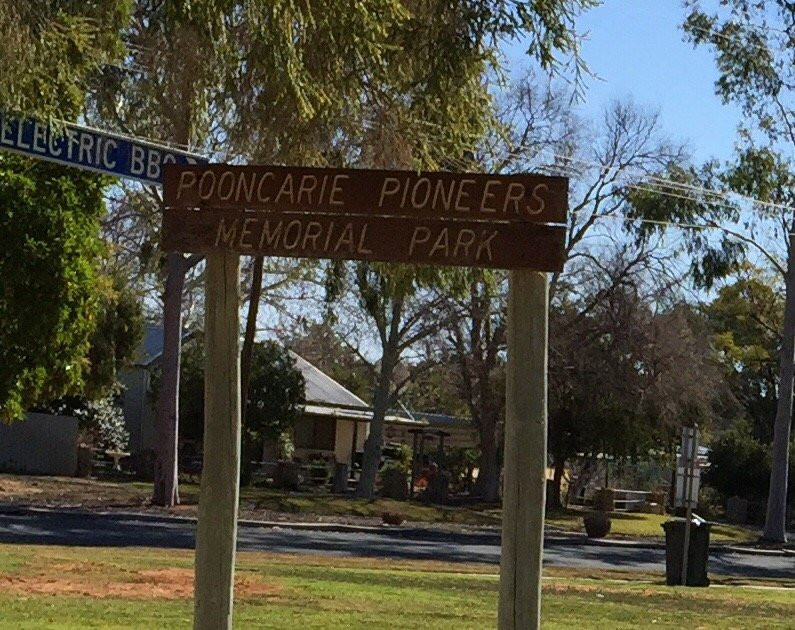 ELECTRIC BBQ
POONCARIE PIONEERS
MEMORIAL PARK